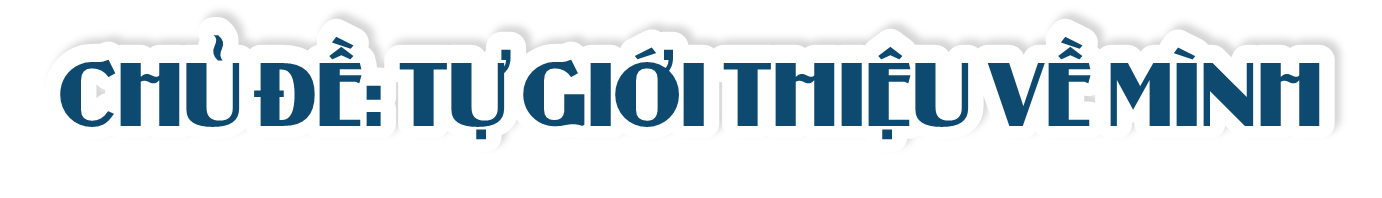 CHỦ ĐỀ: TỰ GIỚI THIỆU VỀ MÌNH